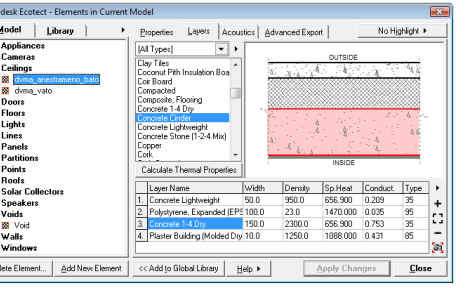 desk Ecotect - Elements in Current Model
Model
Library
Appliances
Cameras
Ceilings
dvma_anestrameno_bato
dvma_vato
Doors
Floors
Lights
Lines
Panels
Partitions
Points
Roofs
Solar Collectors
Speakers
Voids
Void
Walls
Windows
Properties Layers Acoustics Advanced Export
No Highlight
[All Types]
Clay Tiles
Coconut Pith Insulation Boa
Coir Board
Compacted
Composite, Flooring
Concrete 1-4 Dry
Concrete Cinder
Concrete Lightweight
Concrete Stone (1-2-4 Mix)
Copper
Cork
Calculate Thermal Properties
OUTSIDE
INSIDE
Layer Name Width Density Sp.Heat Conduct. Type
1. Concrete Lightweight 50.0 950.0 656.900 0.209 35
2. Polystyrene, Expanded (EPS 100.0 23.0 1470.000 0.035 95
3. Concrete 1-4 Dry 150.0 2300.0 656.900 0.753 35
4. Plaster Building (Molded Dry 10.0 1250.0 1088.000 0.431 85
lete Element... Add New Element << Add to Global Library Help Apply Changes Close